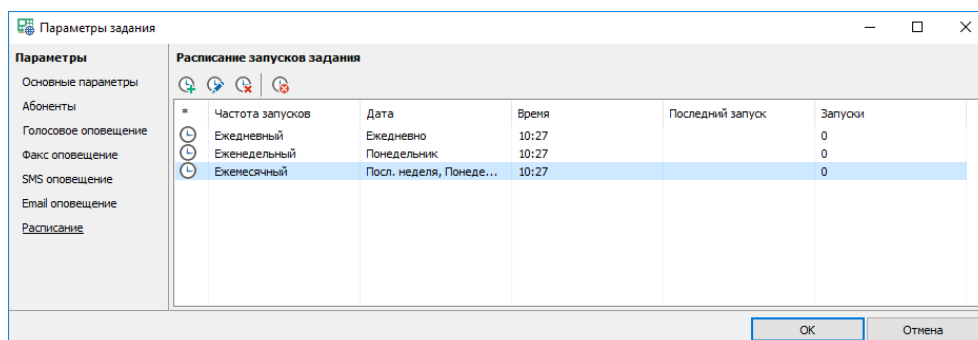 Параметры задания
Параметры
Основные параметры
Абоненты
Голосовое оповещение
Факс оповещение
SMS оповещение
Email оповещение
Расписание
Расписание запусков задания
* Частота запусков Дата Время Последний запуск Запуски
Ежедневный Ежедневно 10:27 0
Еженедельный Понедельник 10:27 0
Ежемесячный Посл. неделя, Понеде... 10:27 0
OK Отмена